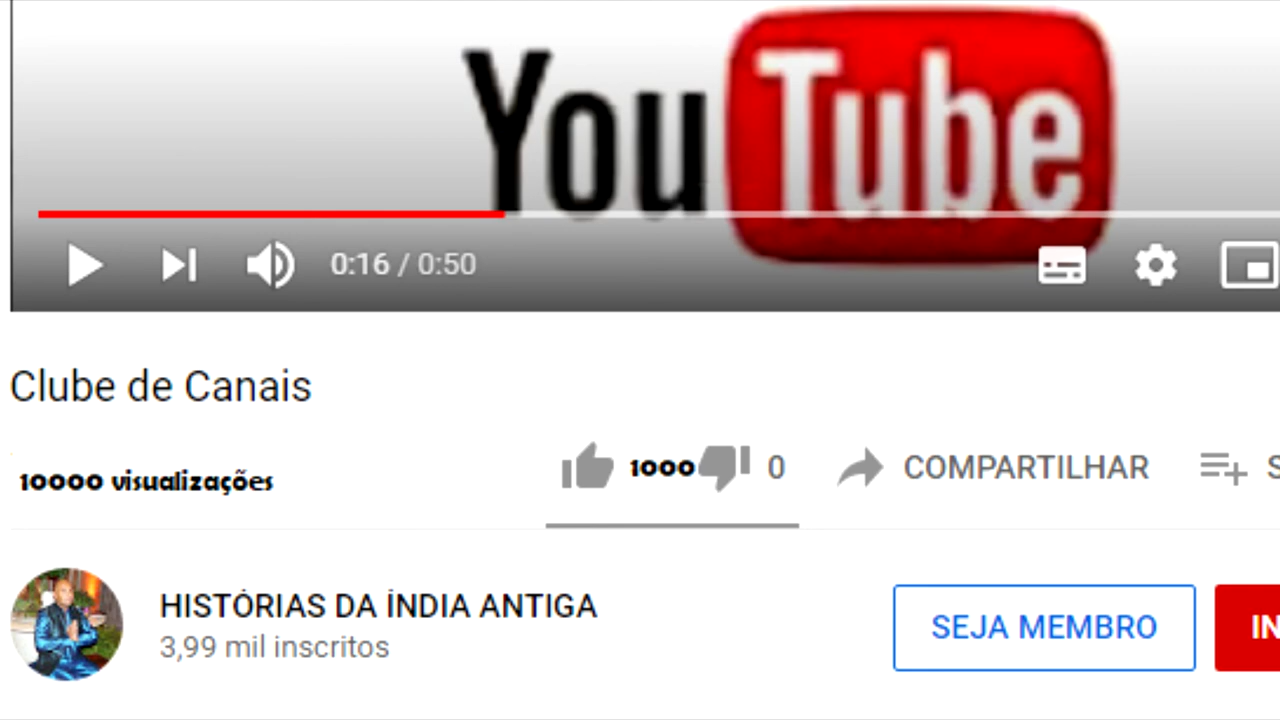 YouTube
0:16 / 0:50
Clube de Canais
10000 visualizações
1000 0 COMPARTILHAR S
HISTÓRIAS DA ÍNDIA ANTIGA
3,99 mil inscritos
SEJA MEMBRO
IN